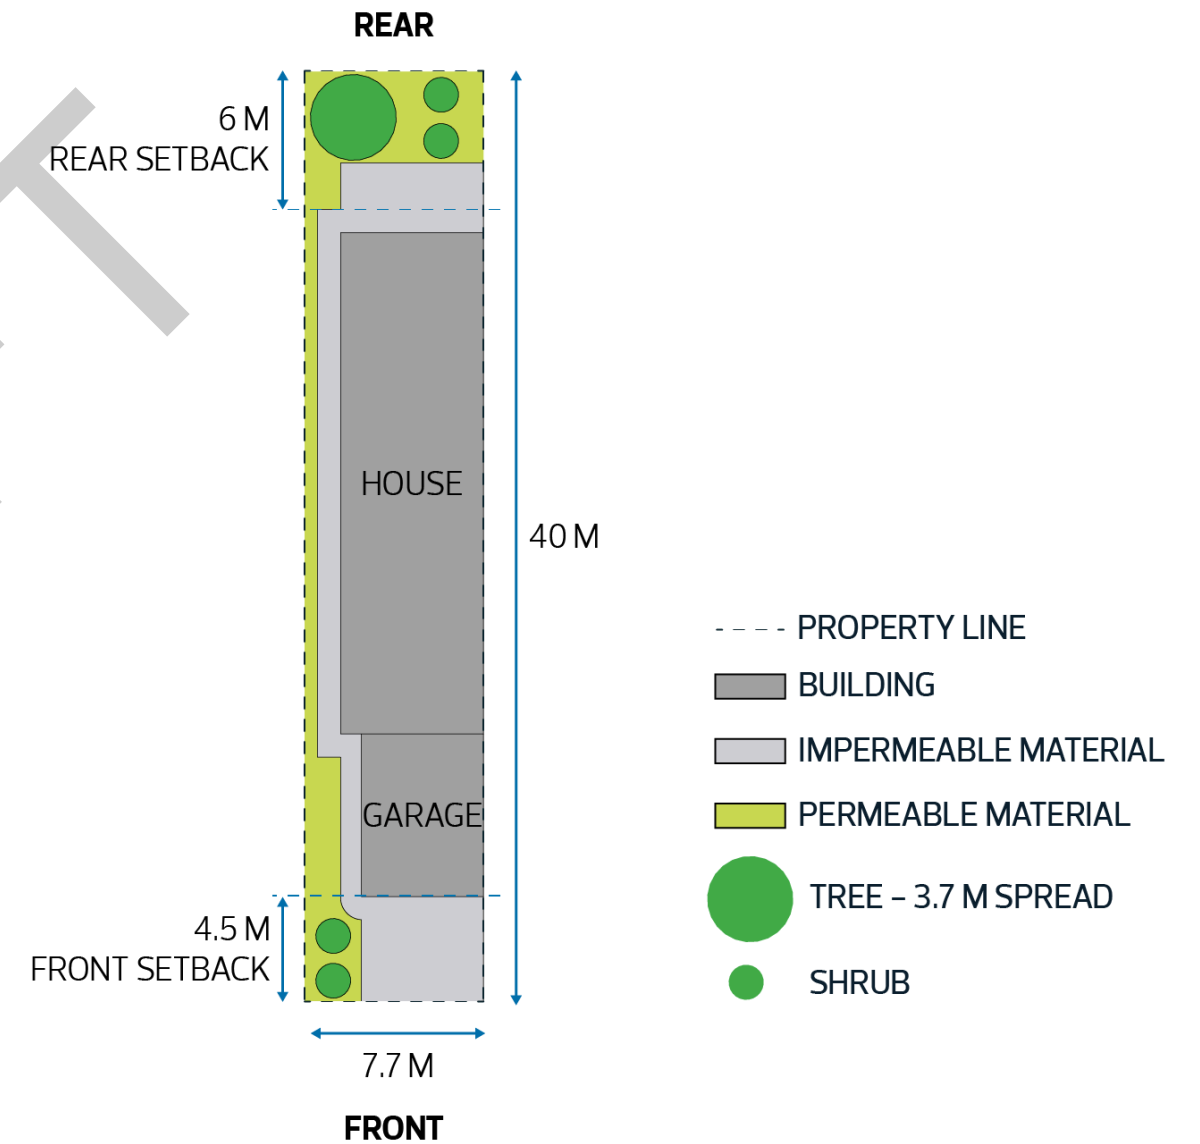 REAR
6 M
REAR SETBACK
HOUSE
40 M
GARAGE
4.5 M
FRONT SETBACK
7.7 M
FRONT
PROPERTY LINE
BUILDING
IMPERMEABLE MATERIAL
PERMEABLE MATERIAL
TREE – 3.7 M SPREAD
SHRUB